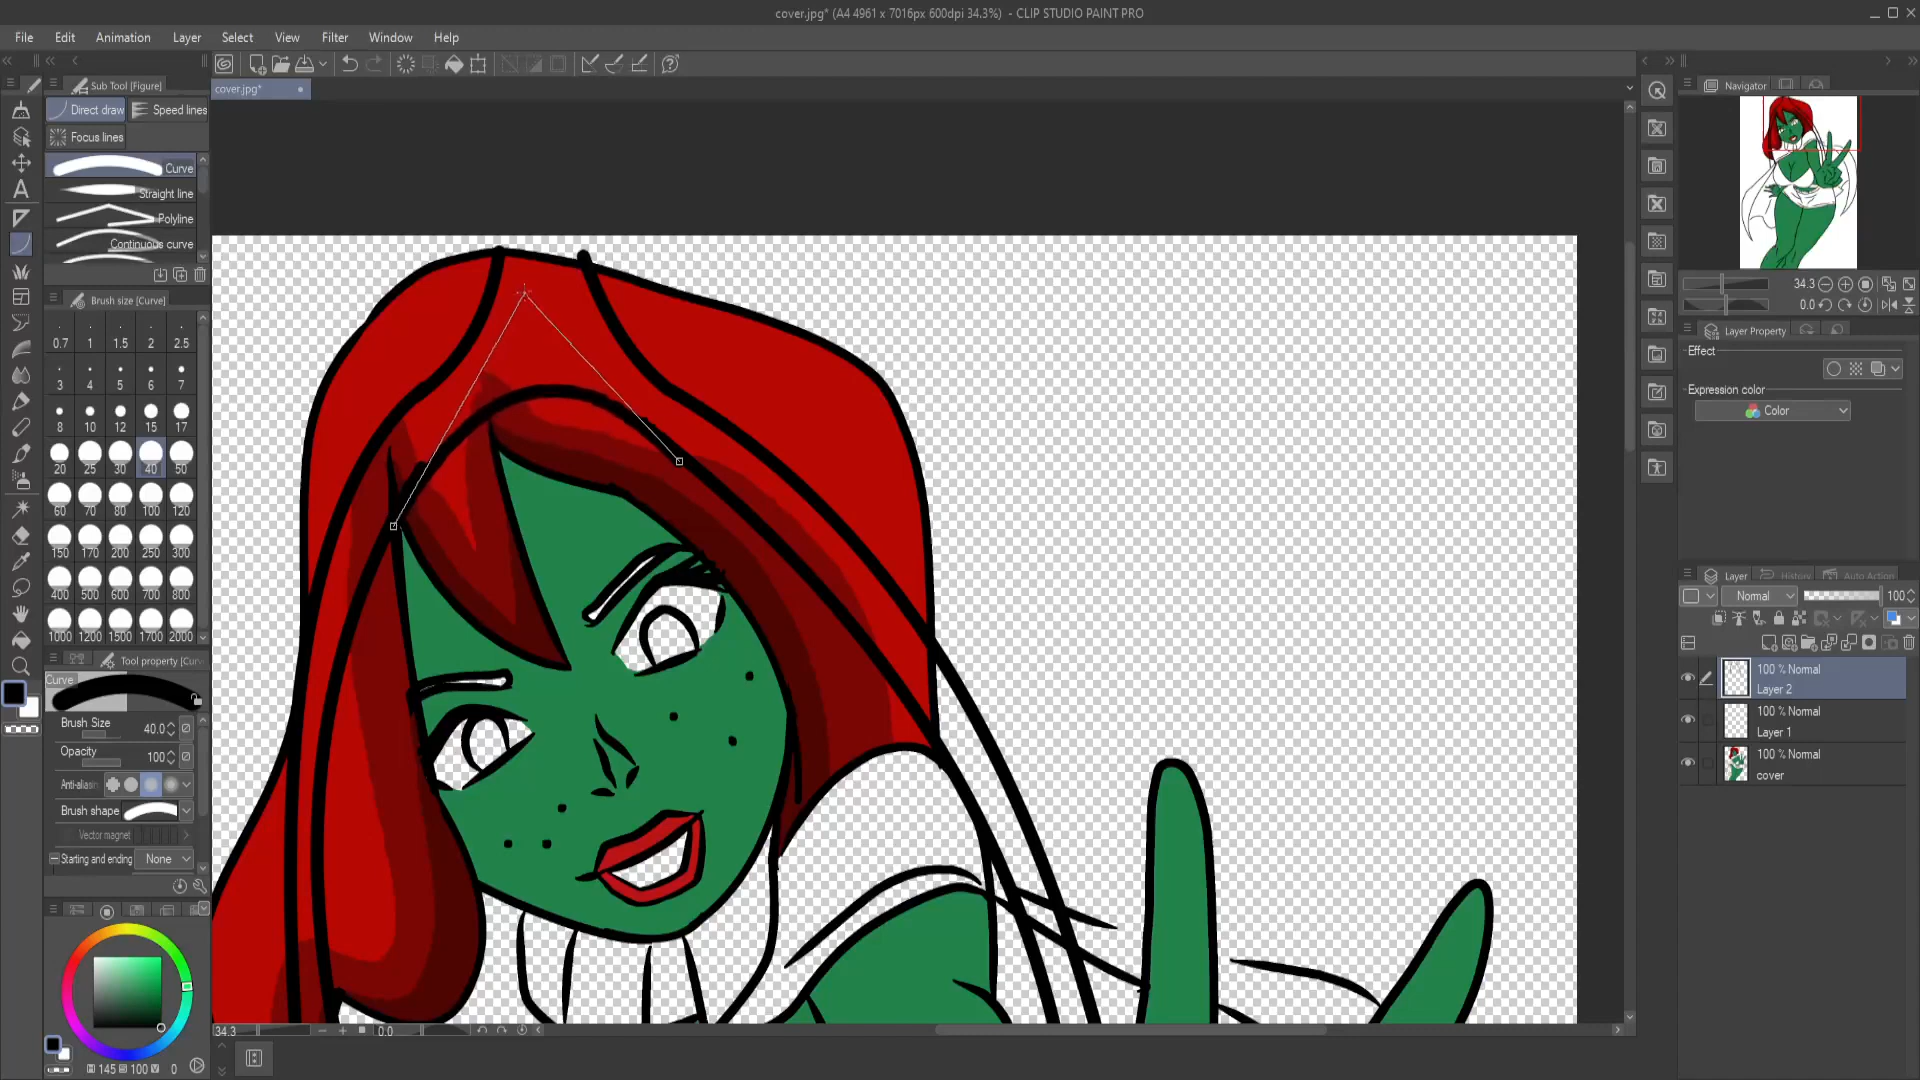 cover.jpg* (A4 4961 x 7016px 600dpi 34.3%) - CLIP STUDIO PAINT PRO
File Edit Animation Layer Select View Filter Window Help
Sub Tool [Figure]
Direct draw Speed lines
Focus lines
Curve
Straight line
Polyline
Continuous curve
Brush size [Curve]
0.7 1 1.5 2 2.5
3 4 5 6 7
8 10 12 15 17
20 25 30 40 50
60 70 80 100 120
150 170 200 250 300
400 500 600 700 800
1000 1200 1500 1700 2000
Tool property [Curv
Curve
Brush Size 40.0
Opacity 100
Anti-aliasin
Brush shape
Vector magnet
Starting and ending None
145 100 0
cover.jpg*
34.3 0.0
Navigator
34.3
0.0
Layer Property
Effect
Expression color
Color
Layer History Auto Action
Normal 100
100 % Normal
Layer 2
100 % Normal
Layer 1
100 % Normal
cover